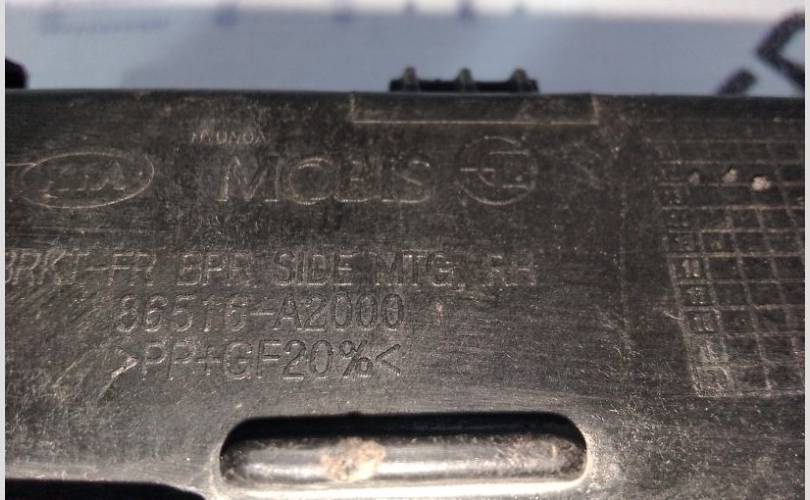 KIA MOBIS
BRKT-FR BPR SIDE MTG, RH
86516-A2000
>PP+GF20%<